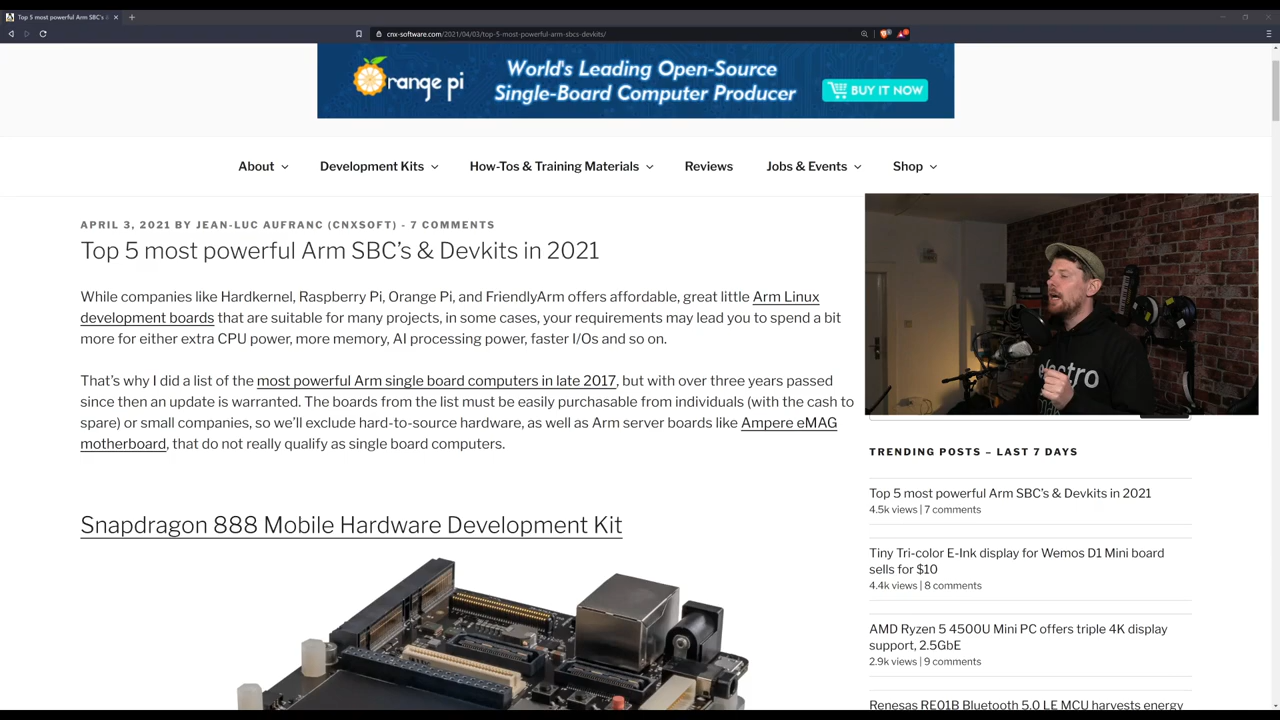 Top 5 most powerful Arm SBC's &
cnx-software.com/2021/04/03/top-5-most-powerful-arm-sbcs-devkits/
range pi
World's Leading Open-Source
Single-Board Computer Producer
BUY IT NOW
About
Development Kits
How-Tos & Training Materials
Reviews
Jobs & Events
Shop
APRIL 3, 2021 BY JEAN-LUC AUFRANC (CNXSOFT) - 7 COMMENTS
Top 5 most powerful Arm SBC's & Devkits in 2021
While companies like Hardkernel, Raspberry Pi, Orange Pi, and FriendlyArm offers affordable, great little Arm Linux
development boards that are suitable for many projects, in some cases, your requirements may lead you to spend a bit
more for either extra CPU power, more memory, AI processing power, faster I/Os and so on.
That's why I did a list of the most powerful Arm single board computers in late 2017, but with over three years passed
since then an update is warranted. The boards from the list must be easily purchasable from individuals (with the cash to
spare) or small companies, so we'll exclude hard-to-source hardware, as well as Arm server boards like Ampere eMAG
motherboard, that do not really qualify as single board computers.
Snapdragon 888 Mobile Hardware Development Kit
electro
TRENDING POSTS – LAST 7 DAYS
Top 5 most powerful Arm SBC's & Devkits in 2021
4.5k views | 7 comments
Tiny Tri-color E-Ink display for Wemos D1 Mini board
sells for $10
4.4k views | 8 comments
AMD Ryzen 5 4500U Mini PC offers triple 4K display
support, 2.5GbE
2.9k views | 9 comments
Renesas RE01B Bluetooth 5.0 LE MCU harvests energy